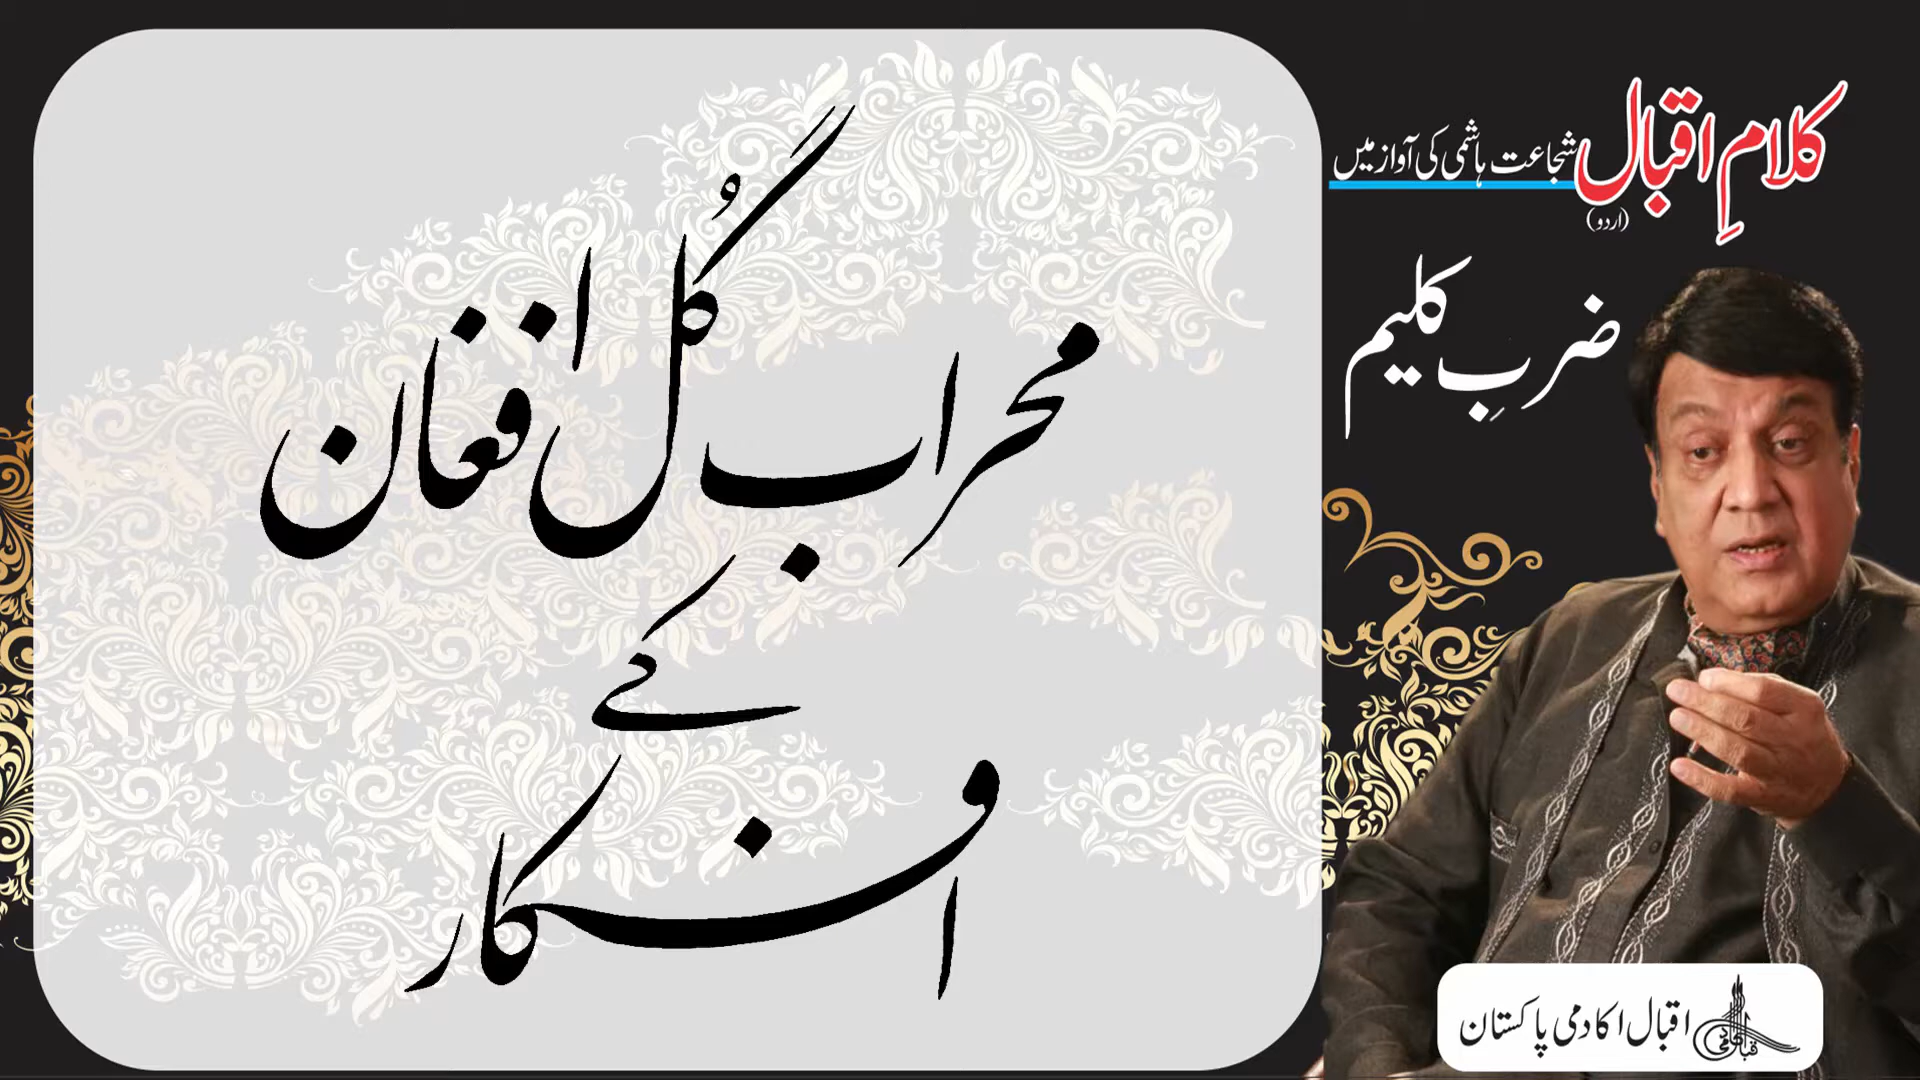 کلامِ اقبال شجاعت ہاشمی کی آواز میں
(اردو)
ضربِ کلیم
محراب گُل افغان
کے
افکار
اقبال اکادمی پاکستان